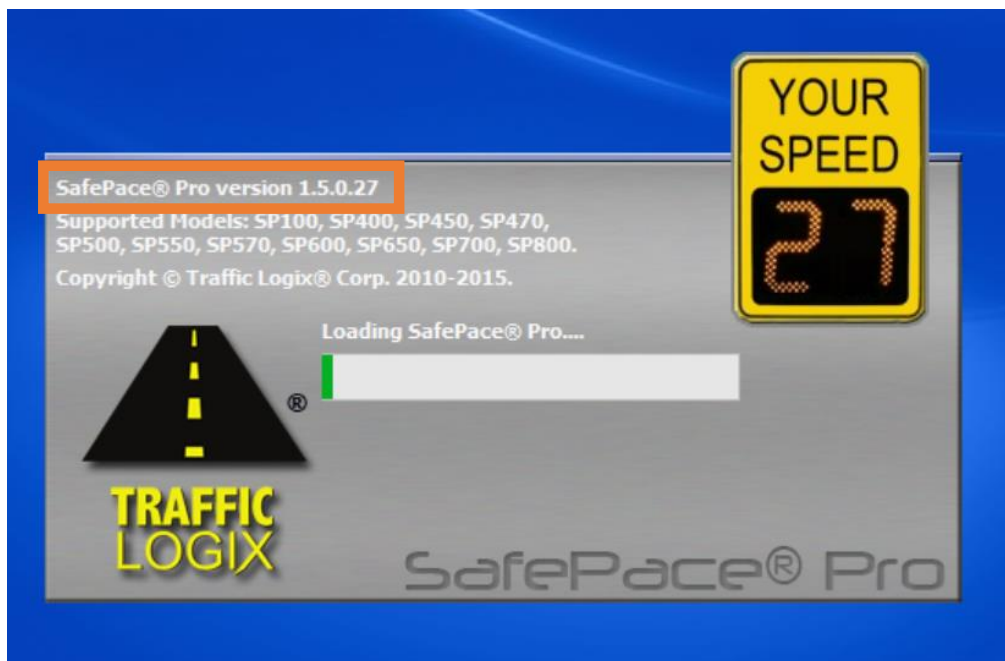 YOUR
SPEED
27
SafePace® Pro version 1.5.0.27
Supported Models: SP100, SP400, SP450, SP470,
SP500, SP550, SP570, SP600, SP650, SP700, SP800.
Copyright © Traffic Logix® Corp. 2010-2015.
Loading SafePace® Pro....
®
TRAFFIC
LOGIX
SafePace® Pro